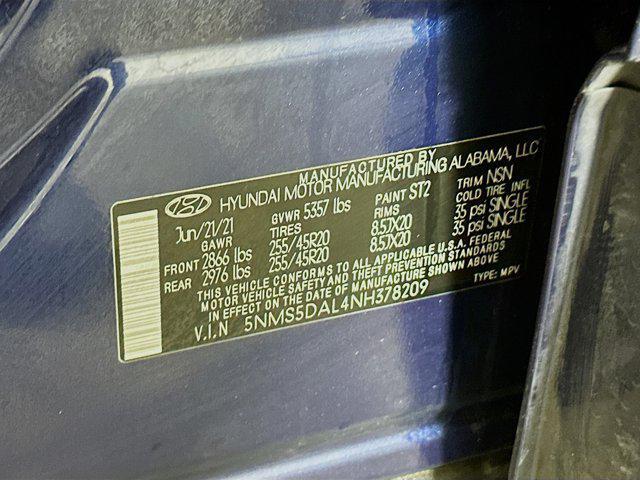 MANUFACTURED BY
HYUNDAI MOTOR MANUFACTURING ALABAMA, LLC
Jun/21/21 GVWR 5357 lbs PAINT ST2 TRIM NSN
GAWR TIRES RIMS COLD TIRE INFL
FRONT 2866 lbs 255/45R20 8.5JX20 35 psi SINGLE
REAR 2976 lbs 255/45R20 8.5JX20 35 psi SINGLE
THIS VEHICLE CONFORMS TO ALL APPLICABLE U.S.A. FEDERAL
MOTOR VEHICLE SAFETY AND THEFT PREVENTION STANDARDS
IN EFFECT ON THE DATE OF MANUFACTURE SHOWN ABOVE
V.I.N 5NMS5DAL4NH378209 TYPE: MPV